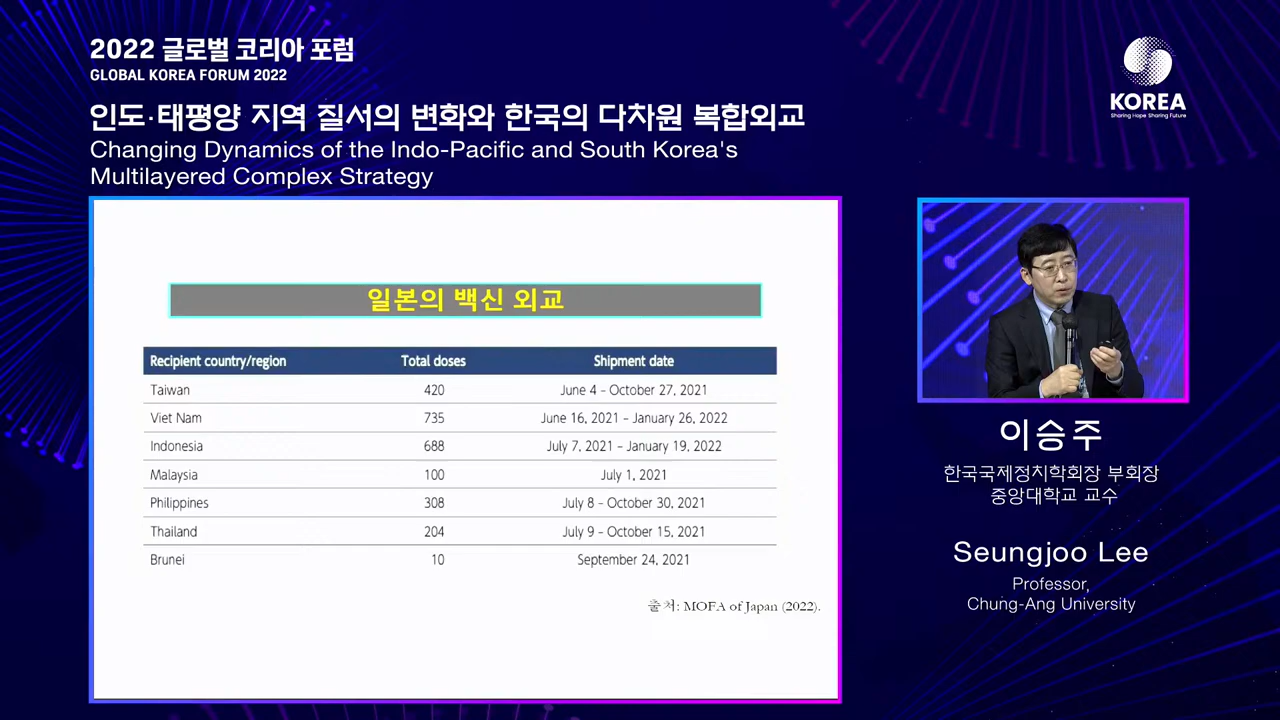 2022 글로벌 코리아 포럼
GLOBAL KOREA FORUM 2022
인도·태평양 지역 질서의 변화와 한국의 다차원 복합외교
Changing Dynamics of the Indo-Pacific and South Korea's
Multilayered Complex Strategy
KOREA
Sharing Hope Sharing Future
일본의 백신 외교
Recipient country/region Total doses Shipment date
Taiwan 420 June 4 – October 27, 2021
Viet Nam 735 June 16, 2021 – January 26, 2022
Indonesia 688 July 7, 2021 – January 19, 2022
Malaysia 100 July 1, 2021
Philippines 308 July 8 – October 30, 2021
Thailand 204 July 9 – October 15, 2021
Brunei 10 September 24, 2021
출처: MOFA of Japan (2022).
이승주
한국국제정치학회장 부회장
중앙대학교 교수
Seungjoo Lee
Professor,
Chung-Ang University